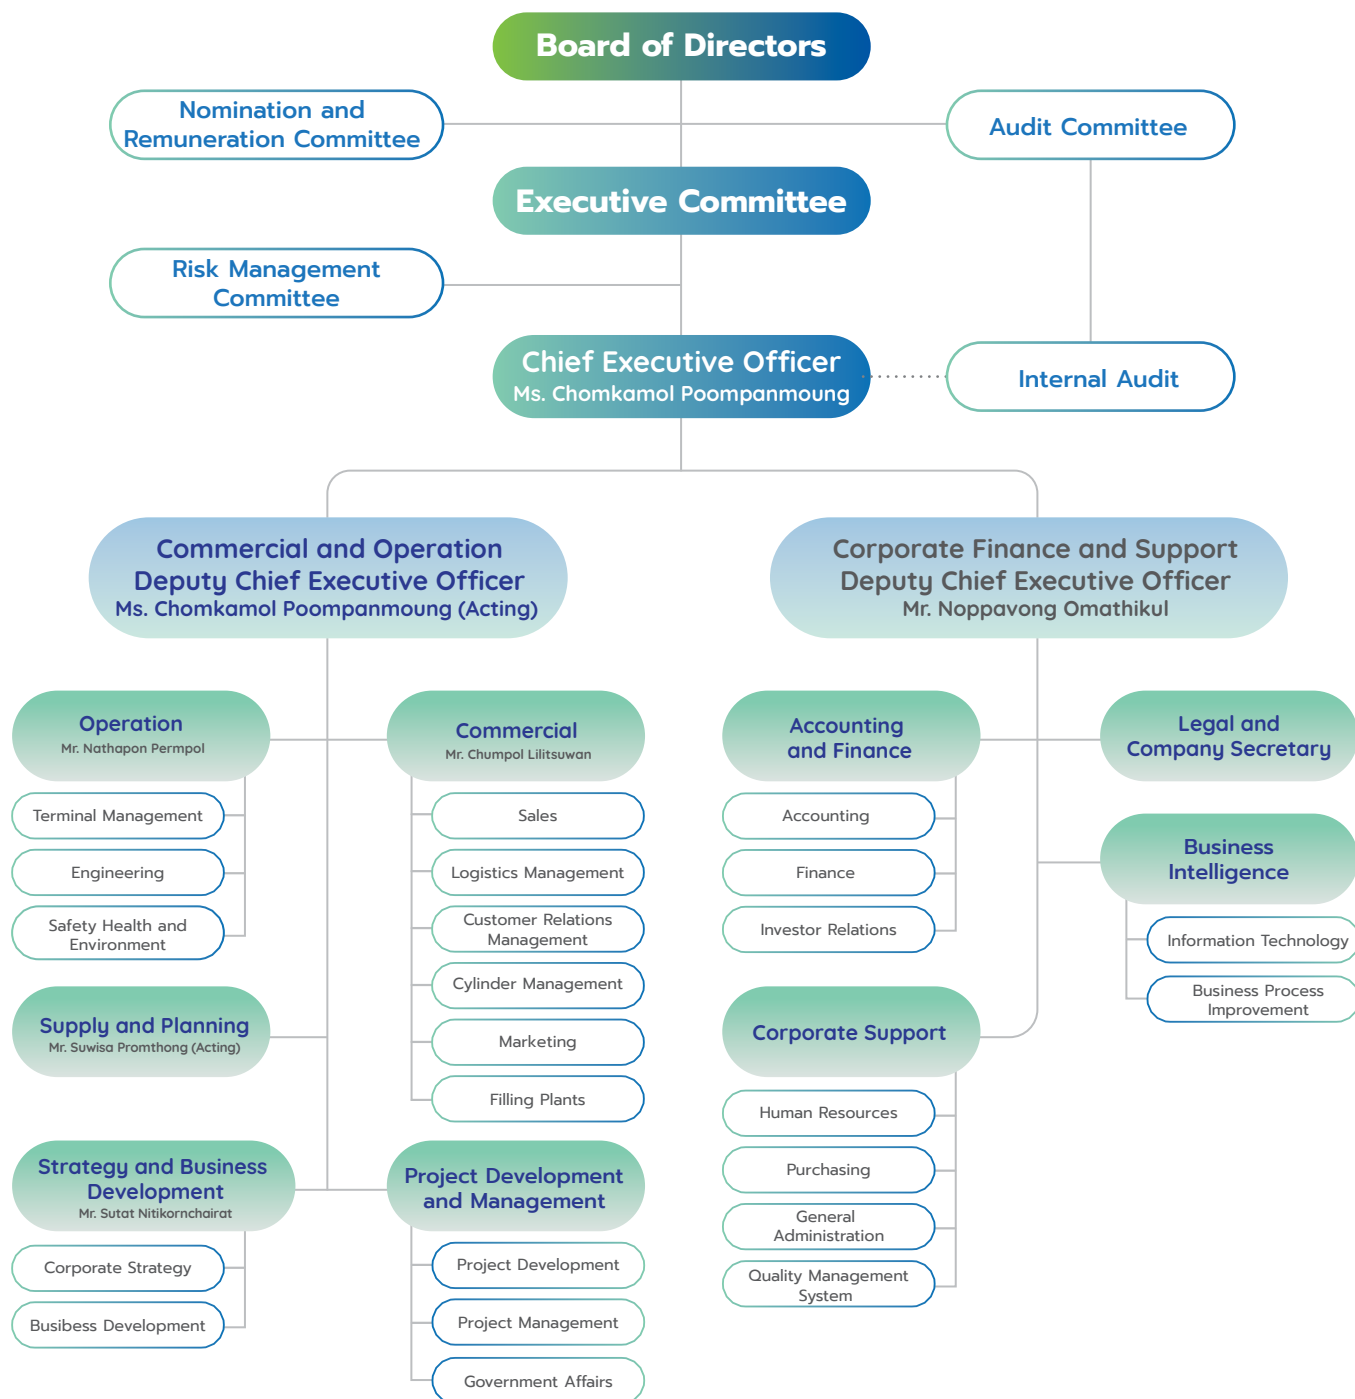 Board of Directors
Nomination and
Remuneration Committee
Audit Committee
Executive Committee
Risk Management
Committee
Chief Executive Officer
Ms. Chomkamol Poompanmoung
Internal Audit
Commercial and Operation
Deputy Chief Executive Officer
Ms. Chomkamol Poompanmoung (Acting)
Corporate Finance and Support
Deputy Chief Executive Officer
Mr. Noppavong Omathikul
Operation
Mr. Nathapon Permpol
Terminal Management
Engineering
Safety Health and
Environment
Commercial
Mr. Chumpol Lilitsuwan
Sales
Logistics Management
Customer Relations
Management
Cylinder Management
Marketing
Filling Plants
Supply and Planning
Mr. Suwisa Promthong (Acting)
Strategy and Business
Development
Mr. Sutat Nitikornchairat
Corporate Strategy
Busibess Development
Project Development
and Management
Project Development
Project Management
Government Affairs
Accounting
and Finance
Accounting
Finance
Investor Relations
Legal and
Company Secretary
Business
Intelligence
Information Technology
Business Process
Improvement
Corporate Support
Human Resources
Purchasing
General
Administration
Quality Management
System